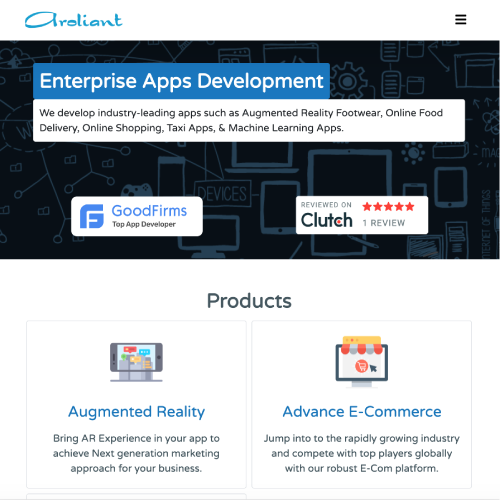 Aroliant
Enterprise Apps Development
We develop industry-leading apps such as Augmented Reality Footwear, Online Food
Delivery, Online Shopping, Taxi Apps, & Machine Learning Apps.
DEVICES
INTERNET OF THINGS
GoodFirms
Top App Developer
REVIEWED ON
Clutch
1 REVIEW
Products
Augmented Reality
Bring AR Experience in your app to
achieve Next generation marketing
approach for your business.
Advance E-Commerce
Jump into to the rapidly growing industry
and compete with top players globally
with our robust E-Com platform.